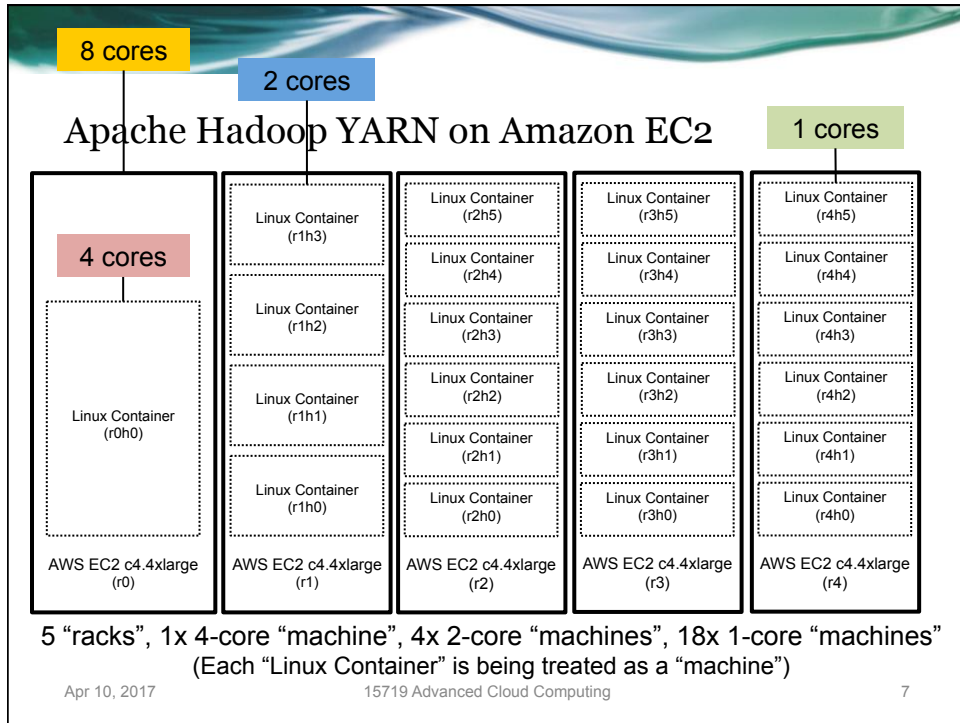 8 cores
2 cores
Apache Hadoop YARN on Amazon EC2
1 cores
4 cores
Linux Container
(r0h0)
AWS EC2 c4.4xlarge
(r0)
Linux Container
(r1h3)
Linux Container
(r1h2)
Linux Container
(r1h1)
Linux Container
(r1h0)
AWS EC2 c4.4xlarge
(r1)
Linux Container
(r2h5)
Linux Container
(r2h4)
Linux Container
(r2h3)
Linux Container
(r2h2)
Linux Container
(r2h1)
Linux Container
(r2h0)
AWS EC2 c4.4xlarge
(r2)
Linux Container
(r3h5)
Linux Container
(r3h4)
Linux Container
(r3h3)
Linux Container
(r3h2)
Linux Container
(r3h1)
Linux Container
(r3h0)
AWS EC2 c4.4xlarge
(r3)
Linux Container
(r4h5)
Linux Container
(r4h4)
Linux Container
(r4h3)
Linux Container
(r4h2)
Linux Container
(r4h1)
Linux Container
(r4h0)
AWS EC2 c4.4xlarge
(r4)
5 “racks”, 1x 4-core “machine”, 4x 2-core “machines”, 18x 1-core “machines”
(Each “Linux Container” is being treated as a “machine”)
Apr 10, 2017
15719 Advanced Cloud Computing
7